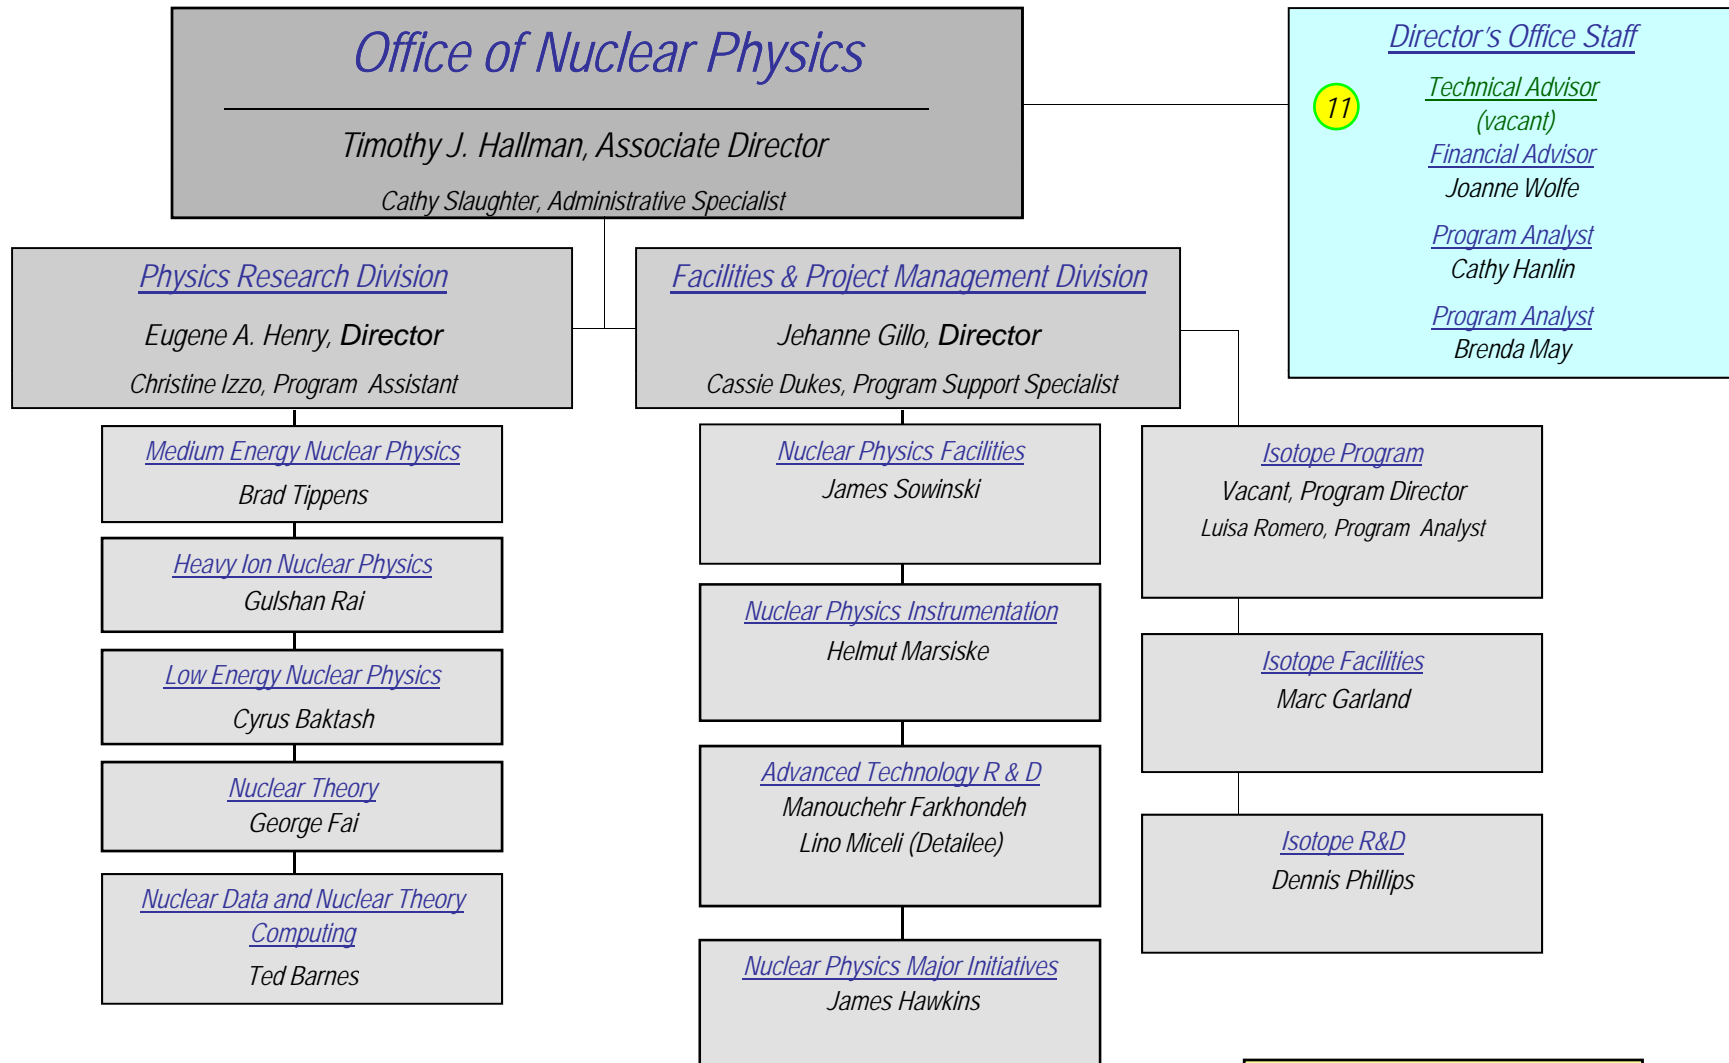 Office of Nuclear Physics
Timothy J. Hallman, Associate Director
Cathy Slaughter, Administrative Specialist
Director's Office Staff
11
Technical Advisor
(vacant)
Financial Advisor
Joanne Wolfe
Program Analyst
Cathy Hanlin
Program Analyst
Brenda May
Physics Research Division
Eugene A. Henry, Director
Christine Izzo, Program Assistant
Facilities & Project Management Division
Jehanne Gillo, Director
Cassie Dukes, Program Support Specialist
Medium Energy Nuclear Physics
Brad Tippens
Heavy Ion Nuclear Physics
Gulshan Rai
Low Energy Nuclear Physics
Cyrus Baktash
Nuclear Theory
George Fai
Nuclear Data and Nuclear Theory
Computing
Ted Barnes
Nuclear Physics Facilities
James Sowinski
Nuclear Physics Instrumentation
Helmut Marsiske
Advanced Technology R & D
Manouchehr Farkhondeh
Lino Miceli (Detailee)
Nuclear Physics Major Initiatives
James Hawkins
Isotope Program
Vacant, Program Director
Luisa Romero, Program Analyst
Isotope Facilities
Marc Garland
Isotope R&D
Dennis Phillips